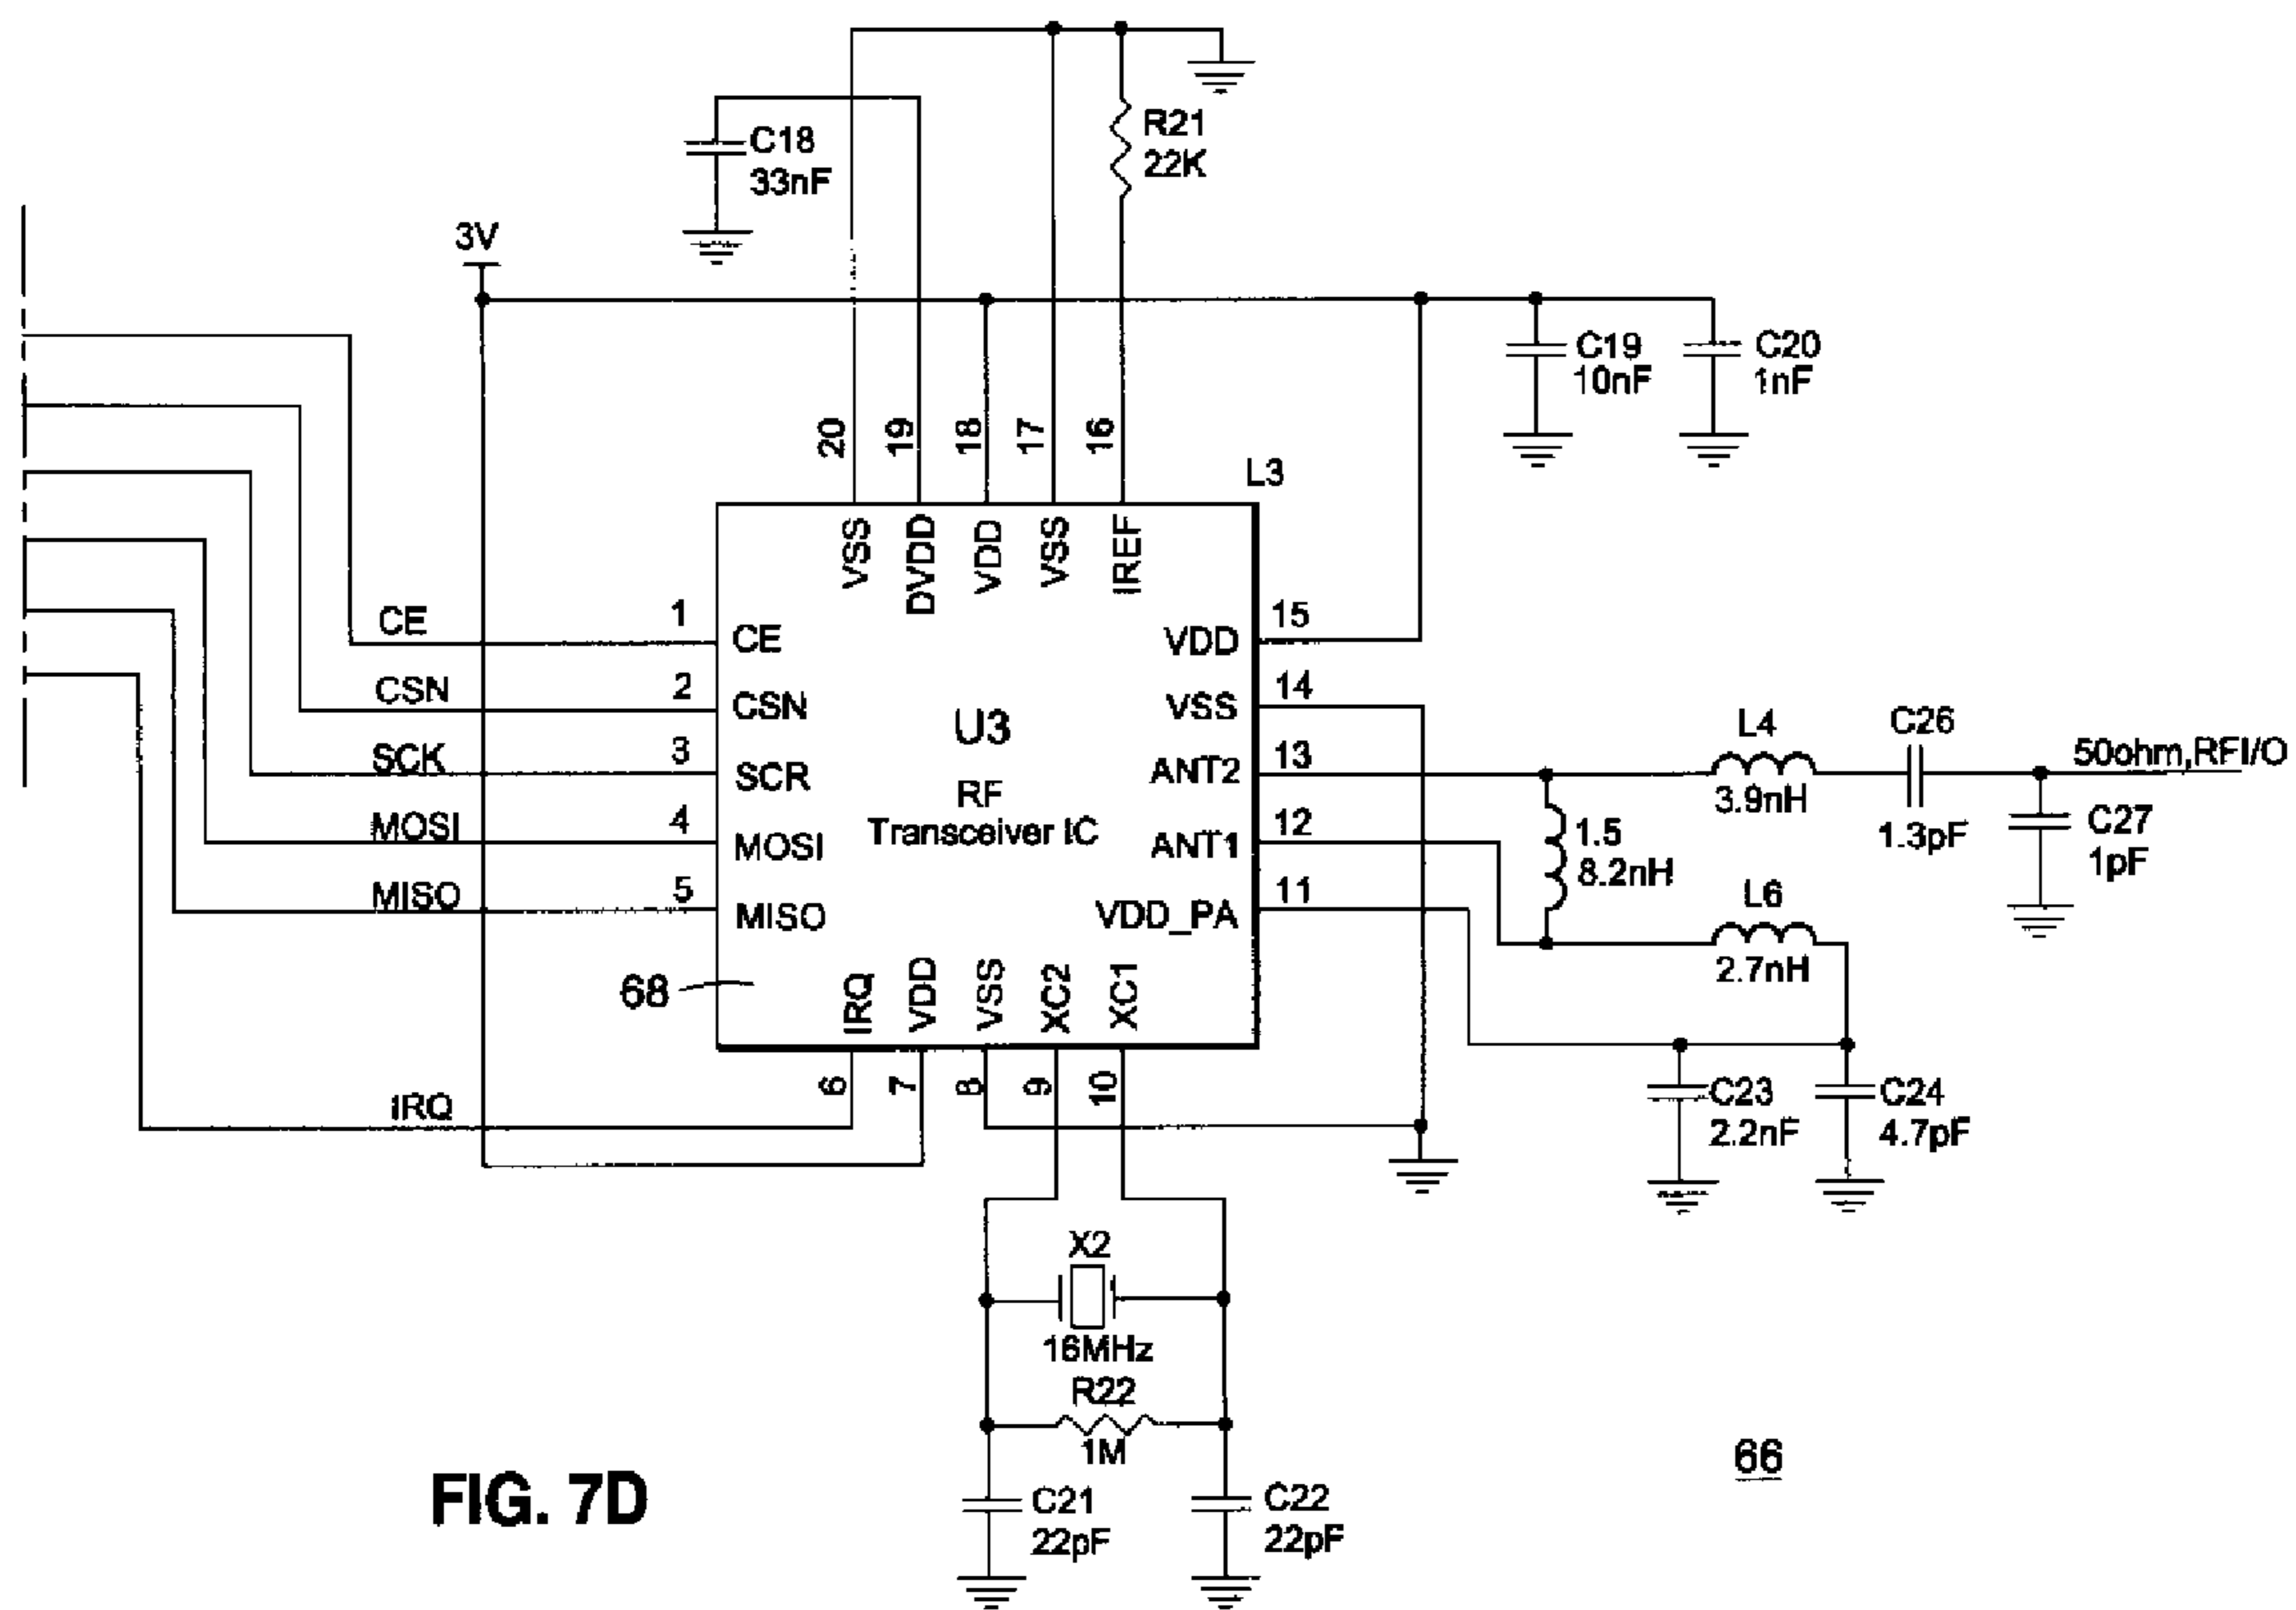 R21
22K
C18
33nF
3V
C19
10nF
C20
1nF
20
19
18
17
16
L3
VSS
DVDD
VDD
VSS
IREF
CE
1
CE
VDD
15
CSN
2
CSN
VSS
14
SCK
3
SCR
ANT2
13
MOSI
4
MOSI
ANT1
12
MISO
5
MISO
VDD_PA
11
U3
RF
Transceiver IC
L4
3.9nH
C26
1.3pF
50ohm,RFI/O
C27
1pF
1.5
8.2nH
L6
2.7nH
68
IRQ
VDD
VSS
XC2
XC1
6
7
8
9
10
IRQ
C23
2.2nF
C24
4.7pF
X2
16MHz
R22
1M
C21
22pF
C22
22pF
66
FIG. 7D